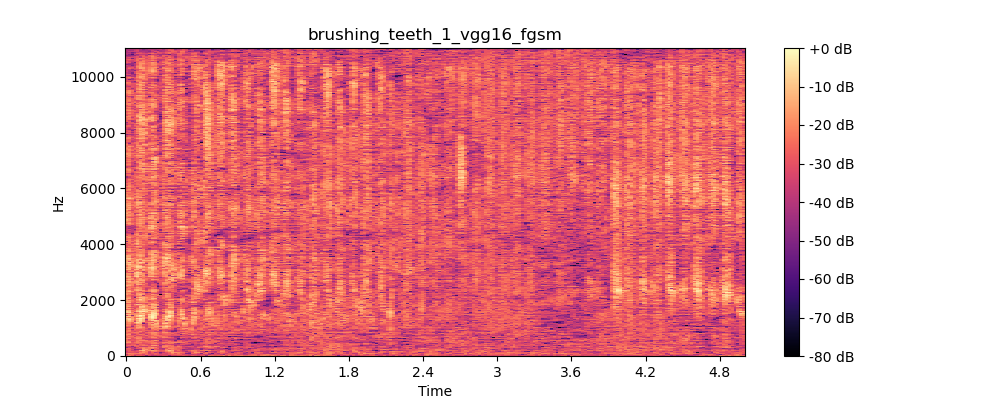 brushing_teeth_1_vgg16_fgsm
Hz
10000
8000
6000
4000
2000
0
0 0.6 1.2 1.8 2.4 3 3.6 4.2 4.8
Time
+0 dB
-10 dB
-20 dB
-30 dB
-40 dB
-50 dB
-60 dB
-70 dB
-80 dB